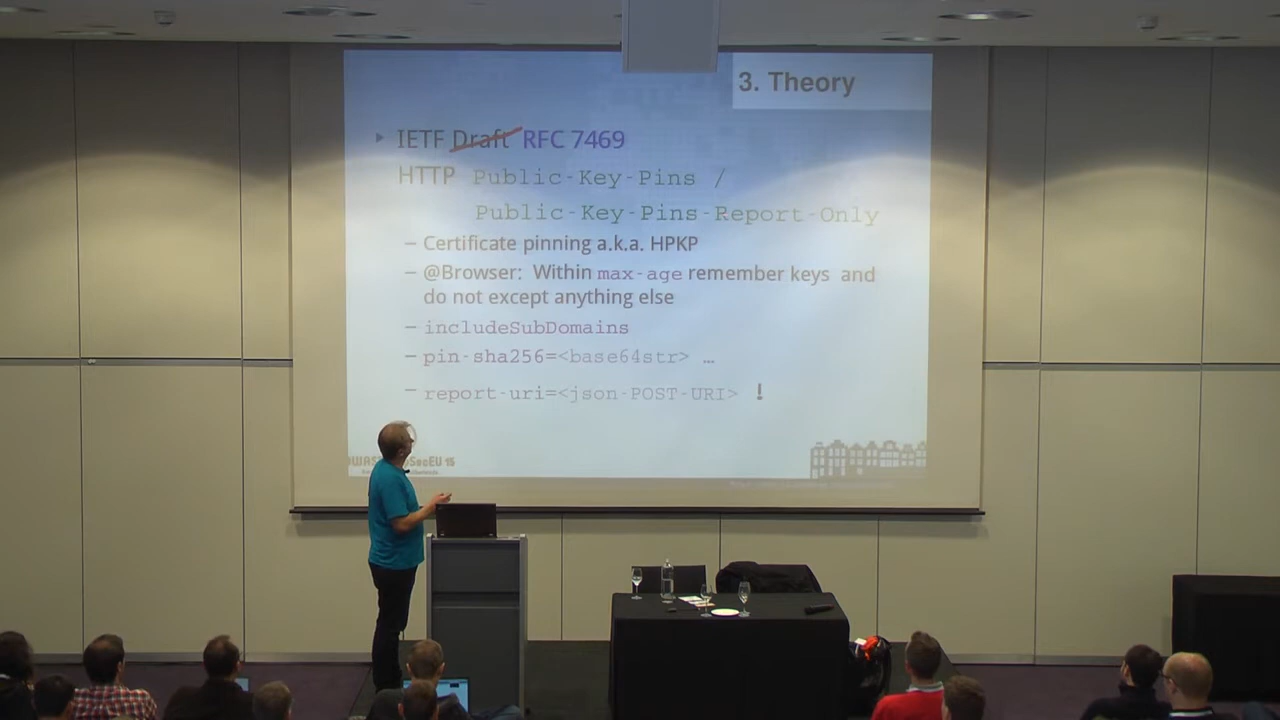 3. Theory
IETF Draft RFC 7469
HTTP Public-Key-Pins /
Public-Key-Pins-Report-Only
– Certificate pinning a.k.a. HPKP
– @Browser: Within max-age remember keys and
do not except anything else
– includeSubDomains
– pin-sha256=<base64str> …
– report-uri=<json-POST-URI> !
SecEU 15